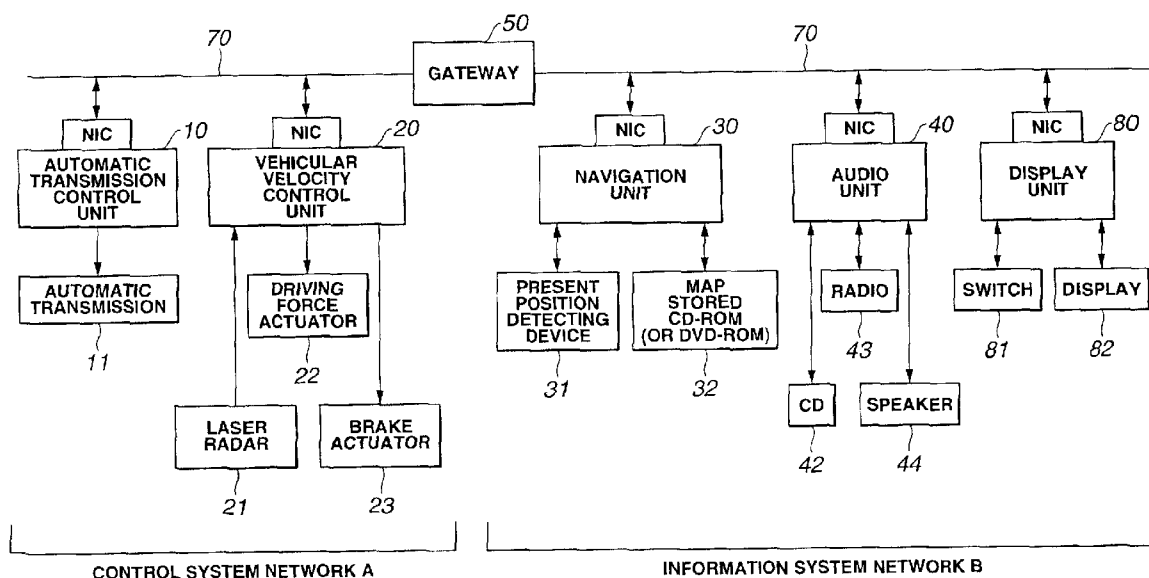 50
70
GATEWAY
70
NIC
10
NIC
20
NIC
30
NIC
40
NIC
80
AUTOMATIC
TRANSMISSION
CONTROL
UNIT
VEHICULAR
VELOCITY
CONTROL
UNIT
NAVIGATION
UNIT
AUDIO
UNIT
DISPLAY
UNIT
AUTOMATIC
TRANSMISSION
11
DRIVING
FORCE
ACTUATOR
22
PRESENT
POSITION
DETECTING
DEVICE
31
MAP
STORED
CD-ROM
(OR DVD-ROM)
32
RADIO
43
SWITCH
81
DISPLAY
82
LASER
RADAR
21
BRAKE
ACTUATOR
23
CD
42
SPEAKER
44
CONTROL SYSTEM NETWORK A
INFORMATION SYSTEM NETWORK B